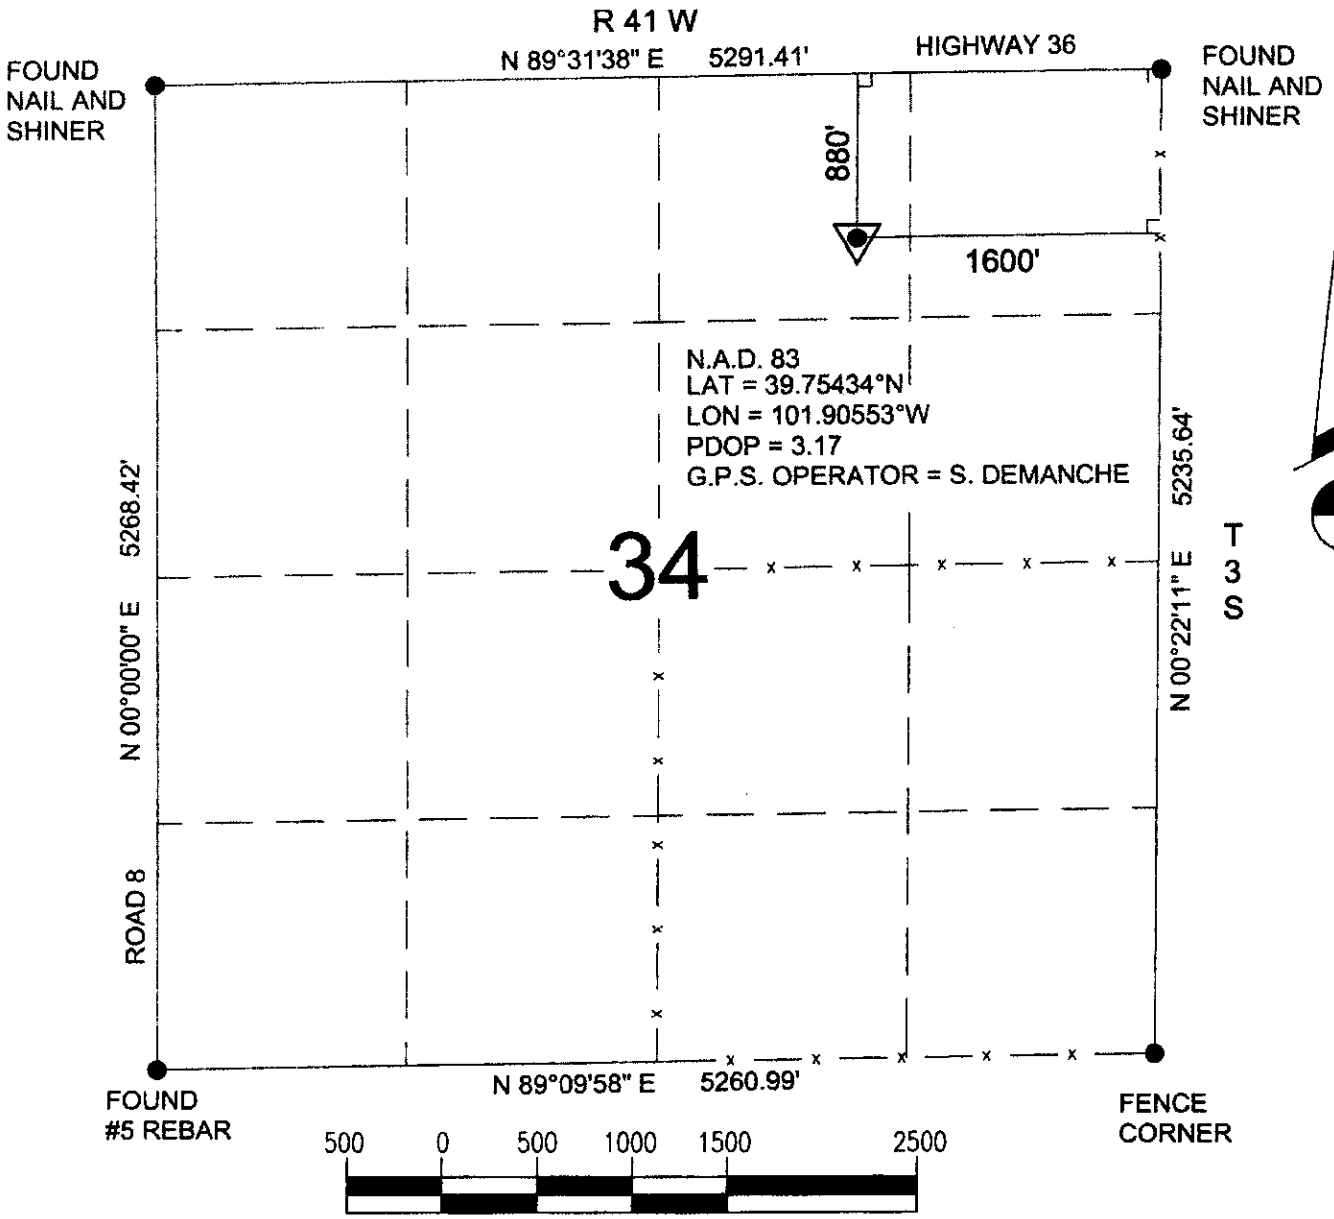 R 41 W
N 89°31'38" E 5291.41'
HIGHWAY 36
FOUND
NAIL AND
SHINER
FOUND
NAIL AND
SHINER
880'
1600'
N.A.D. 83
LAT = 39.75434°N
LON = 101.90553°W
PDOP = 3.17
G.P.S. OPERATOR = S. DEMANCHE
N 00°00'00" E 5268.42'
34
N 00°22'11" E 5235.64'
T
3
S
ROAD 8
N 89°09'58" E 5260.99'
FOUND
#5 REBAR
FENCE
CORNER
500 0 500 1000 1500 2500